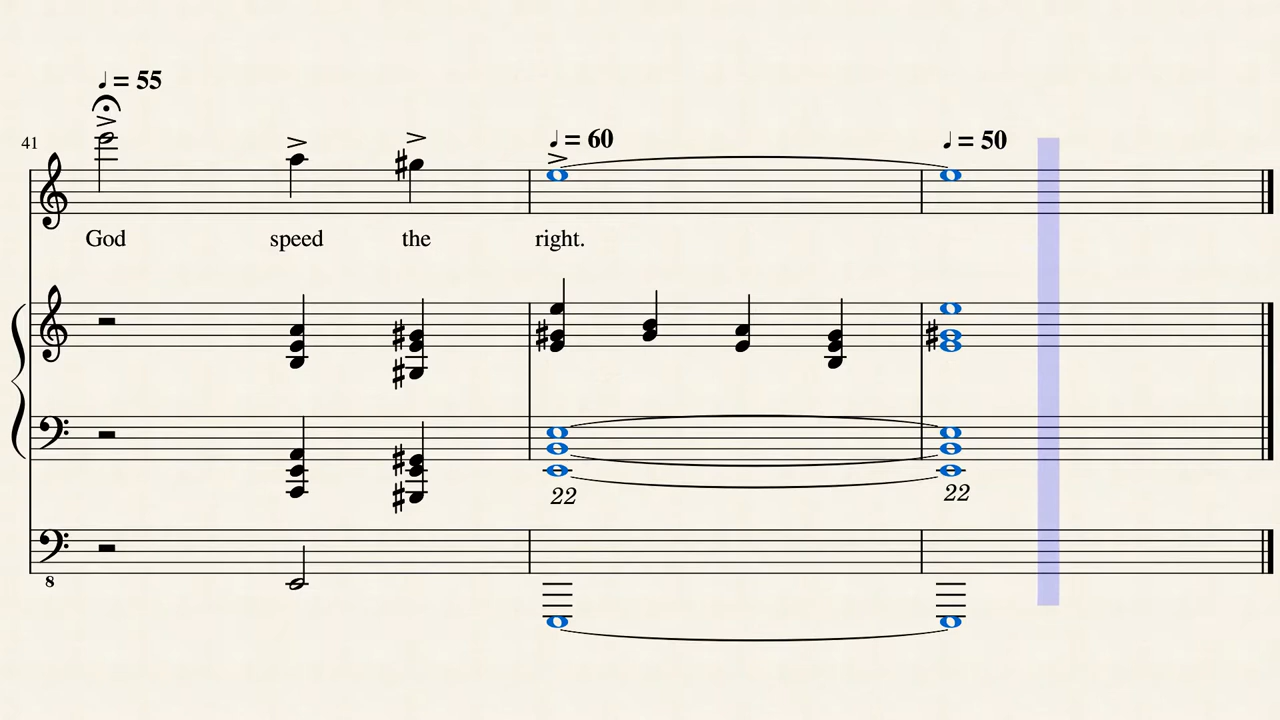 ♩ = 55
41
♩ = 60
♩ = 50
God speed the right.
22 22
8